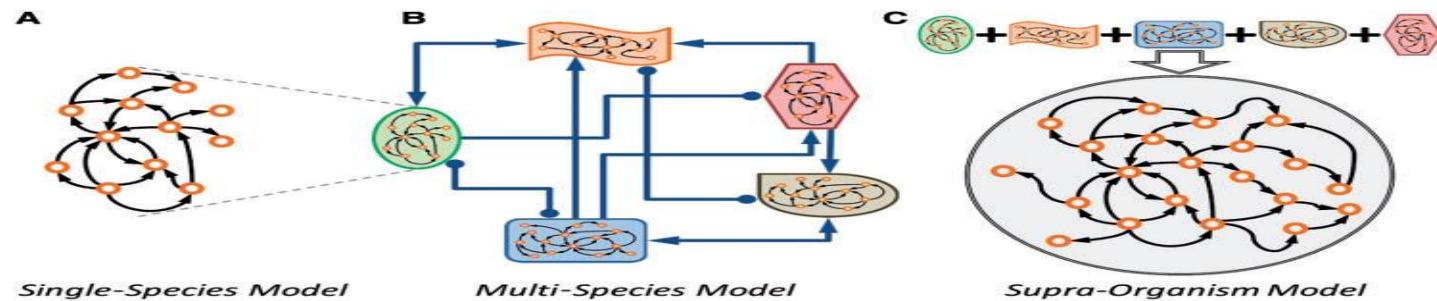 A
B
C
Single-Species Model
Multi-Species Model
Supra-Organism Model